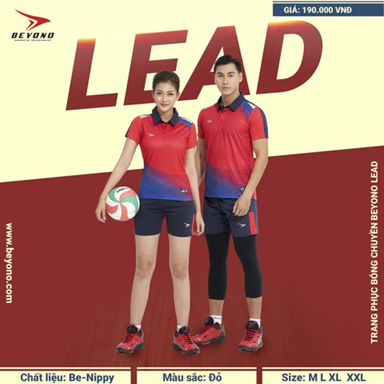 BEYONO
GIÁ: 190.000 VNĐ
LEAD
www.beyono.com
TRANG PHỤC BÓNG CHUYỀN BEYONO LEAD
Chất liệu: Be-Nippy
Màu sắc: Đỏ
Size: M L XL XXL